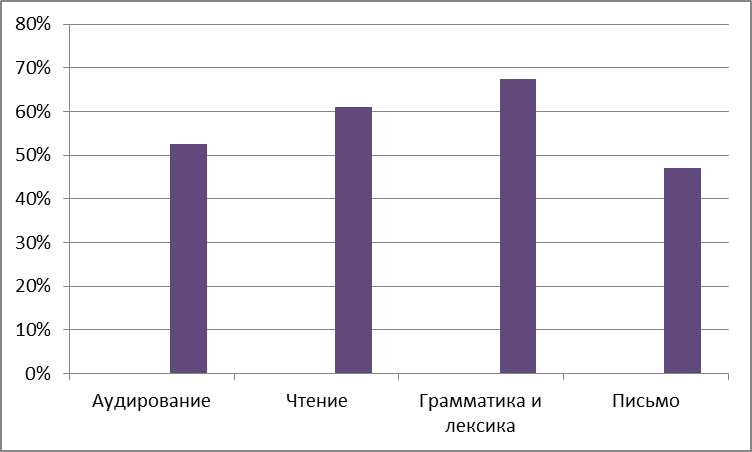 80%
70%
60%
50%
40%
30%
20%
10%
0%
Аудирование
Чтение
Грамматика и
лексика
Письмо